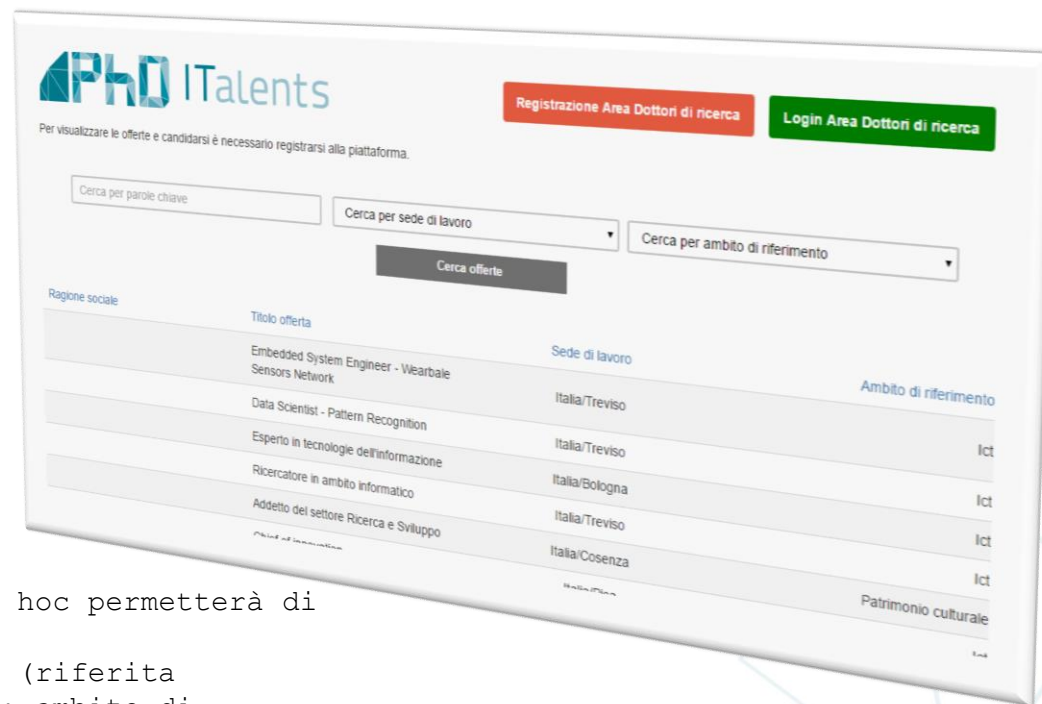 PhD ITalents
Registrazione Area Dottori di ricerca
Login Area Dottori di ricerca
Per visualizzare le offerte e candidarsi è necessario registrarsi alla piattaforma.
Cerca per parole chiave
Cerca per sede di lavoro
Cerca per ambito di riferimento
Cerca offerte
Ragione sociale Titolo offerta Sede di lavoro Ambito di riferimento
Embedded System Engineer - Wearbale
Sensors Network Italia/Treviso Ict
Data Scientist - Pattern Recognition Italia/Treviso Ict
Esperto in tecnologie dell'informazione Italia/Bologna Ict
Ricercatore in ambito informatico Italia/Treviso Ict
Addetto del settore Ricerca e Sviluppo Italia/Cosenza Patrimonio culturale
hoc permetterà di
(riferita
ambito di